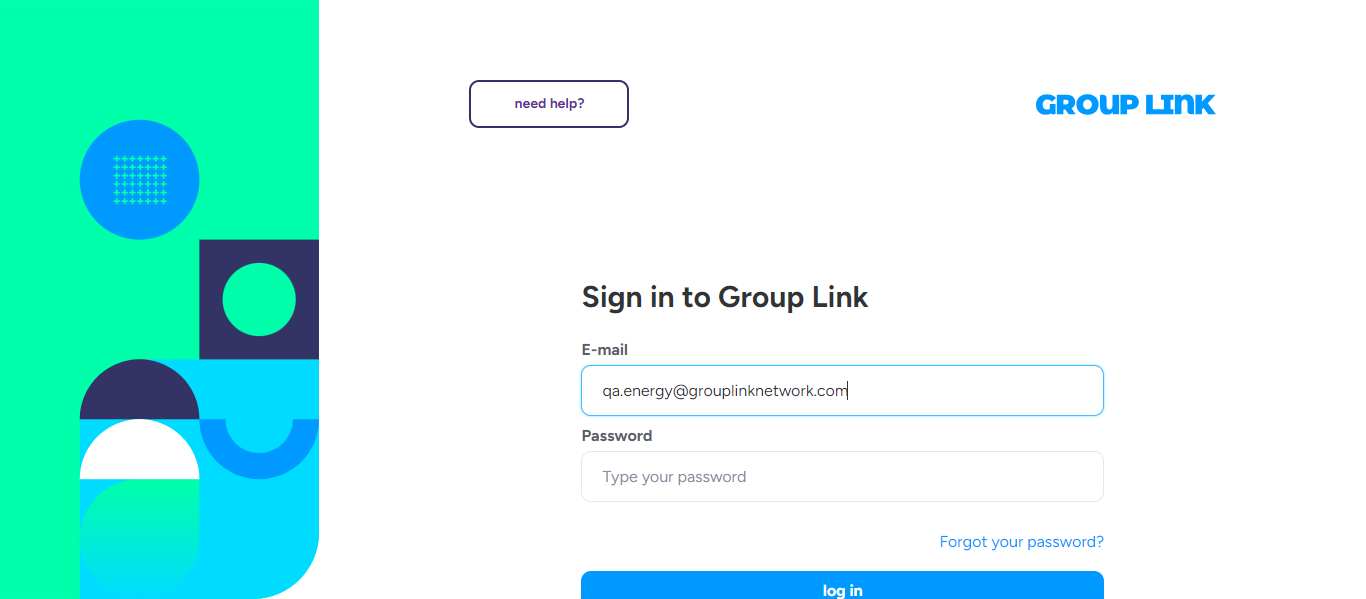 need help?
GROUP LINK
Sign in to Group Link
E-mail
qa.energy@grouplinknetwork.com
Password
Type your password
Forgot your password?
log in